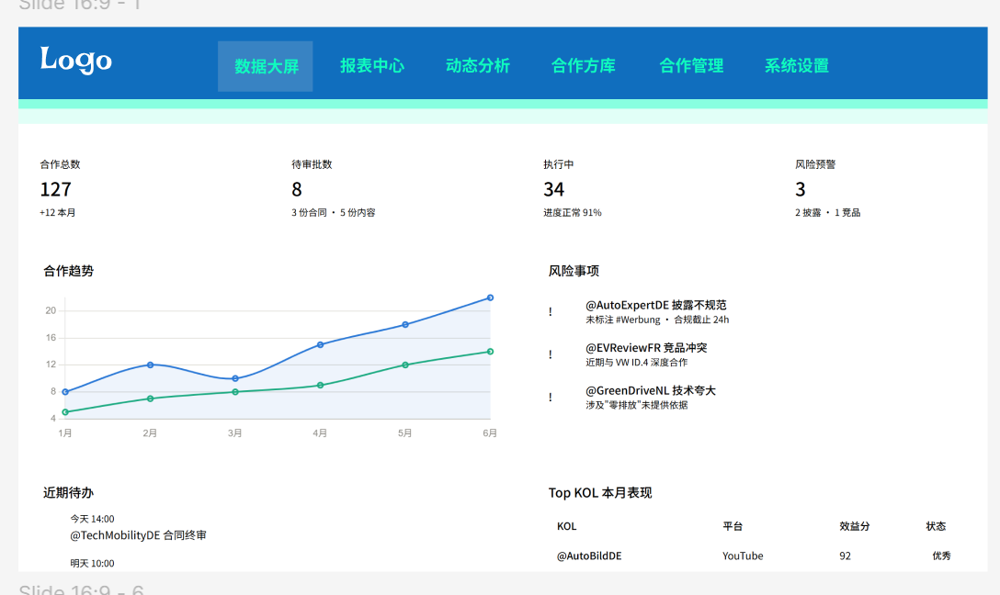 Slide 16:9 - 1
Logo
数据大屏
报表中心
动态分析
合作方库
合作管理
系统设置
合作总数
127
+12 本月
待审批数
8
3 份合同 · 5 份内容
执行中
34
进度正常 91%
风险预警
3
2 披露 · 1 竞品
合作趋势
20
16
12
8
4
1月
2月
3月
4月
5月
6月
风险事项
!
@AutoExpertDE 披露不规范
未标注 #Werbung · 合规截止 24h
!
@EVReviewFR 竞品冲突
近期与 VW ID.4 深度合作
!
@GreenDriveNL 技术夸大
涉及"零排放"未提供依据
近期待办
今天 14:00
@TechMobilityDE 合同终审
明天 10:00
Top KOL 本月表现
KOL 平台 效益分 状态
@AutoBildDE YouTube 92 优秀
Slide 16:9 - 6